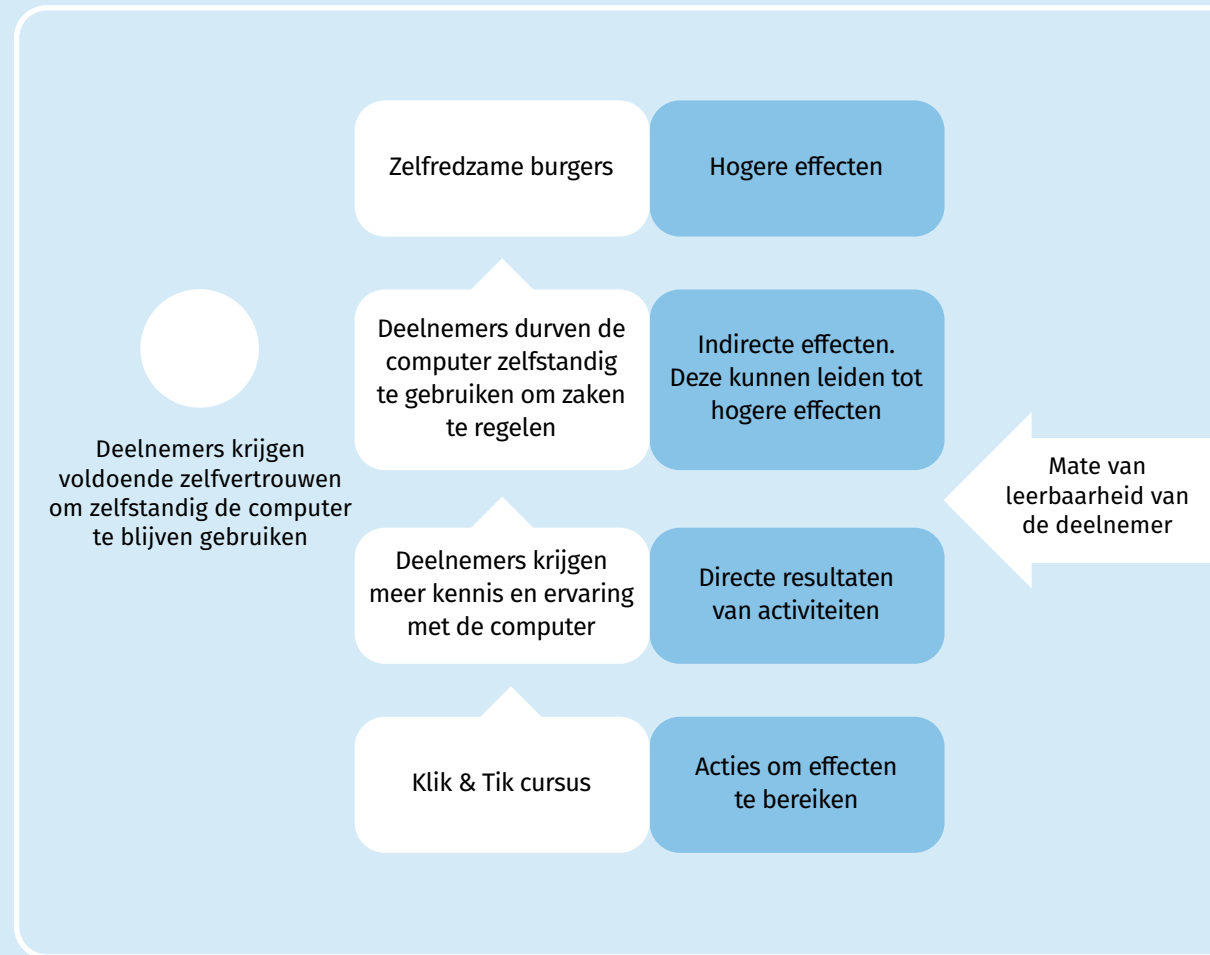 Zelfredzame burgers
Hogere effecten
Deelnemers durven de
computer zelfstandig
te gebruiken om zaken
te regelen
Indirecte effecten.
Deze kunnen leiden tot
hogere effecten
Deelnemers krijgen
voldoende zelfvertrouwen
om zelfstandig de computer
te blijven gebruiken
Mate van
leerbaarheid van
de deelnemer
Deelnemers krijgen
meer kennis en ervaring
met de computer
Directe resultaten
van activiteiten
Klik & Tik cursus
Acties om effecten
te bereiken